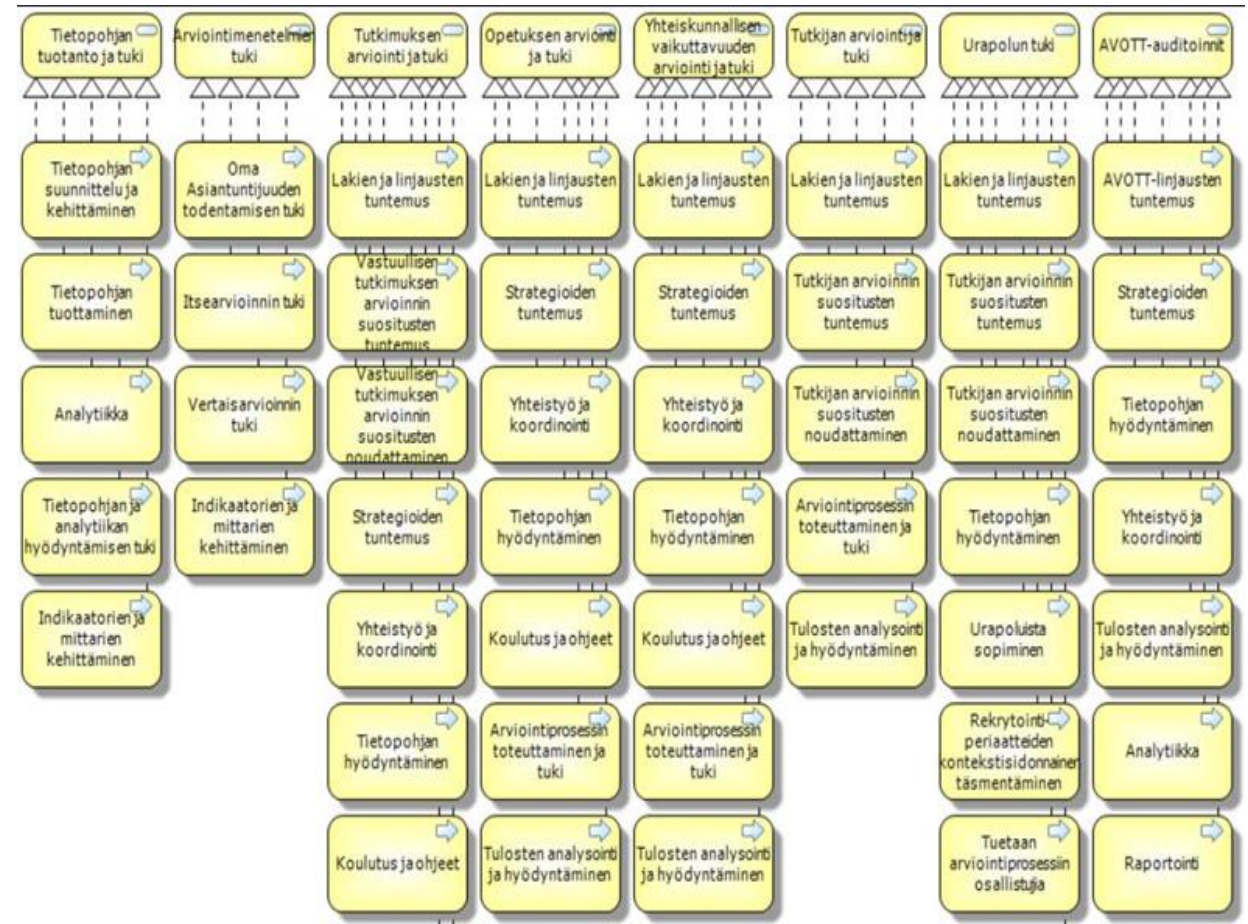 Tietopohjan
tuotanto ja tuki
Arviointimenetelmien
tuki
Tutkimuksen
arviointi ja tuki
Opetuksen arviointi
ja tuki
Yhteiskunnallisen
vaikuttavuuden
arviointi ja tuki
Tutkijan arviointi ja
tuki
Urapolun tuki
AVOTT-auditoinnit
Tietopohjan
suunnittelu ja
kehittäminen
Oma
Asiantuntijuuden
todentamisen tuki
Lakien ja linjausten
tuntemus
Lakien ja linjausten
tuntemus
Lakien ja linjausten
tuntemus
Lakien ja linjausten
tuntemus
Lakien ja linjausten
tuntemus
AVOTT-linjausten
tuntemus
Tietopohjan
tuottaminen
Itsearvioinnin tuki
Vastuullisen
tutkimuksen
arvioinnin
suositusten
tuntemus
Strategioiden
tuntemus
Strategioiden
tuntemus
Tutkijan arvioinnin
suositusten
tuntemus
Tutkijan arvioinnin
suositusten
tuntemus
Strategioiden
tuntemus
Analytiikka
Vertaisarvioinnin
tuki
Vastuullisen
tutkimuksen
arvioinnin
suositusten
noudattaminen
Yhteistyö ja
koordinointi
Yhteistyö ja
koordinointi
Tutkijan arvioinnin
suositusten
noudattaminen
Tutkijan arvioinnin
suositusten
noudattaminen
Tietopohjan
hyödyntäminen
Tietopohjan ja
analytiikan
hyödyntämisen tuki
Indikaatorien ja
mittarien
kehittäminen
Strategioiden
tuntemus
Tietopohjan
hyödyntäminen
Tietopohjan
hyödyntäminen
Arviointiprosessin
toteuttaminen ja
tuki
Tietopohjan
hyödyntäminen
Yhteistyö ja
koordinointi
Indikaatorien ja
mittarien
kehittäminen
Yhteistyö ja
koordinointi
Koulutus ja ohjeet
Koulutus ja ohjeet
Tulosten analysointi
ja hyödyntäminen
Urapoluista
sopiminen
Tulosten analysointi
ja hyödyntäminen
Tietopohjan
hyödyntäminen
Arviointiprosessin
toteuttaminen ja
tuki
Arviointiprosessin
toteuttaminen ja
tuki
Rekrytointi-
periaatteiden
kontekstisidonnainen
täsmentäminen
Analytiikka
Koulutus ja ohjeet
Tulosten analysointi
ja hyödyntäminen
Tulosten analysointi
ja hyödyntäminen
Tuetaan
arviointiprosessiin
osallistujia
Raportointi